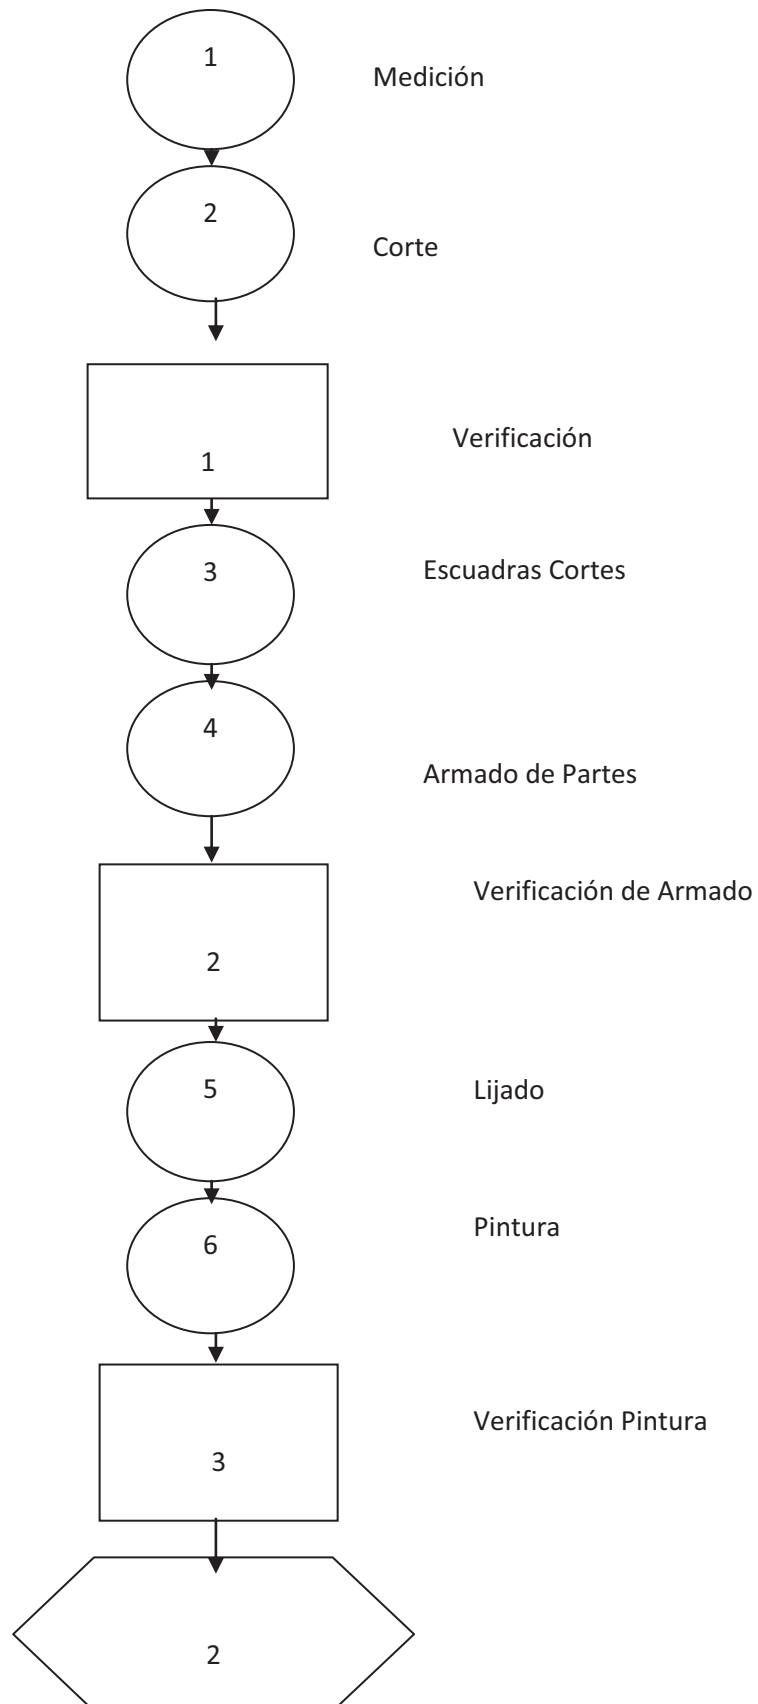 1
Medición
2
Corte
1
Verificación
3
Escuadras Cortes
4
Armado de Partes
2
Verificación de Armado
5
Lijado
6
Pintura
3
Verificación Pintura
2